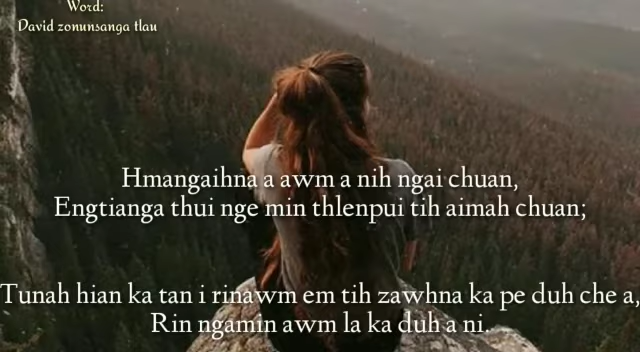 Word:
David zonunsanga tlau
Hmangaihna a awm a nih ngai chuan,
Engtianga thui nge min thlenpui tih aimah chuan;
Tunah hian ka tan i rinawm em tih zawhna ka pe duh che a,
Rin ngamin awm la ka duh a ni.